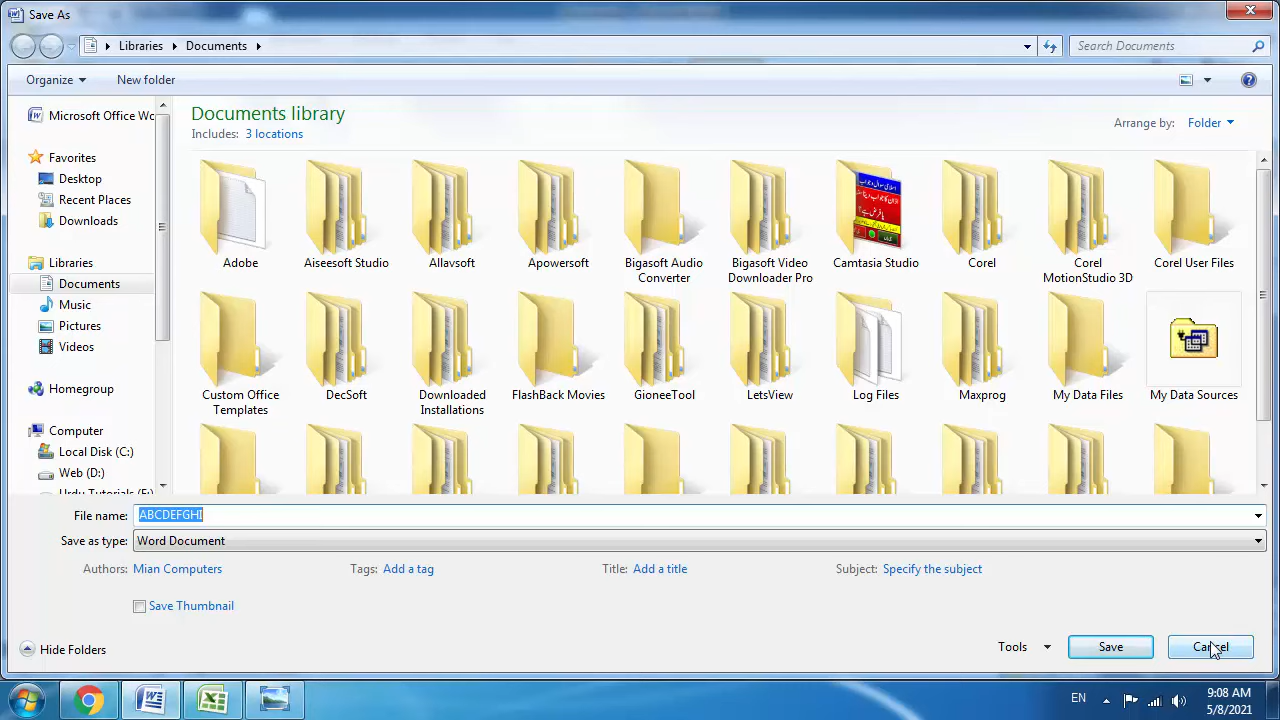 Save As
Libraries Documents
Search Documents
Organize New folder
Microsoft Office Wc
Favorites
Desktop
Recent Places
Downloads
Libraries
Documents
Music
Pictures
Videos
Homegroup
Computer
Local Disk (C:)
Web (D:)
Documents library
Includes: 3 locations
Arrange by: Folder
Adobe
Aiseesoft Studio
Allavsoft
Apowersoft
Bigasoft Audio
Converter
Bigasoft Video
Downloader Pro
Camtasia Studio
Corel
Corel
MotionStudio 3D
Corel User Files
Custom Office
Templates
DecSoft
Downloaded
Installations
FlashBack Movies
GioneeTool
LetsView
Log Files
Maxprog
My Data Files
My Data Sources
File name: ABCDEFGHI
Save as type: Word Document
Authors: Mian Computers Tags: Add a tag Title: Add a title Subject: Specify the subject
Save Thumbnail
Hide Folders
Tools Save Cancel
EN
9:08 AM
5/8/2021